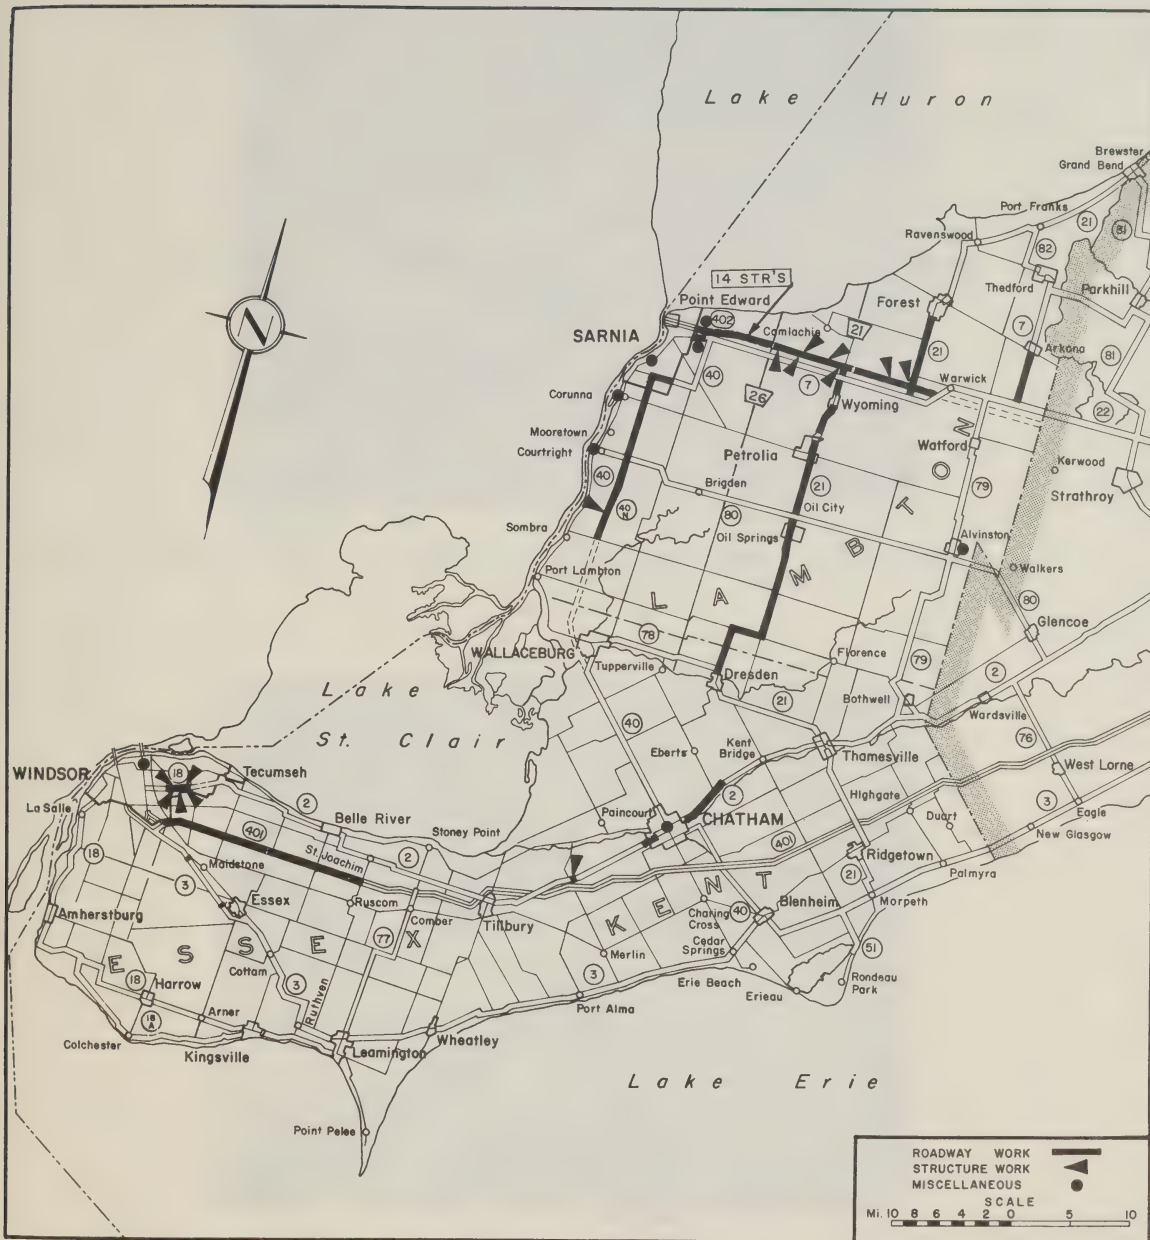 Lake Huron
Brewster
Grand Bend
Port Franks
21
81
Ravenswood
82
14 STR'S
Point Edward
Thedford
Parkhill
Forest
402
Camlachie
21
7
SARNIA
21
Arkona
81
40
7
Warwick
26
22
Corunna
Wyoming
Mooretown
Watford
Courtright
Petrolia
Kerwood
40
Brigden
21
79
Strathroy
40
N
80
Oil City
Sombra
Oil Springs
Alvinston
Port Lambton
Walkers
LAMBTON
80
Glencoe
78
WALLACEBURG
Tupperville
Florence
79
Dresden
2
Lake
St. Clair
21
Bothwell
Wardsville
40
Kent
Bridge
76
Eberts
Thamesville
WINDSOR
18
Tecumseh
West Lorne
La Salle
2
2
Highgate
3
Belle River
Paincourt
CHATHAM
Duart
Eagle
Stoney Point
New Glasgow
401
St. Joachim
2
401
Ridgetown
18
Maidstone
Palmyra
3
21
Essex
Ruscom
Comber
Tilbury
KENT
Blenheim
Morpeth
Amherstburg
Charing
Cross
40
ESSEX
77
Cedar
Springs
51
Cottam
Merlin
18
Harrow
3
Ruthven
3
Erie Beach
Rondeau
Park
Erieau
18
A
Arner
Port Alma
Colchester
Kingsville
Leamington
Wheatley
Lake Erie
Point Pelee
N
ROADWAY WORK
STRUCTURE WORK
MISCELLANEOUS
SCALE
Mi. 10 8 6 4 2 0 5 10